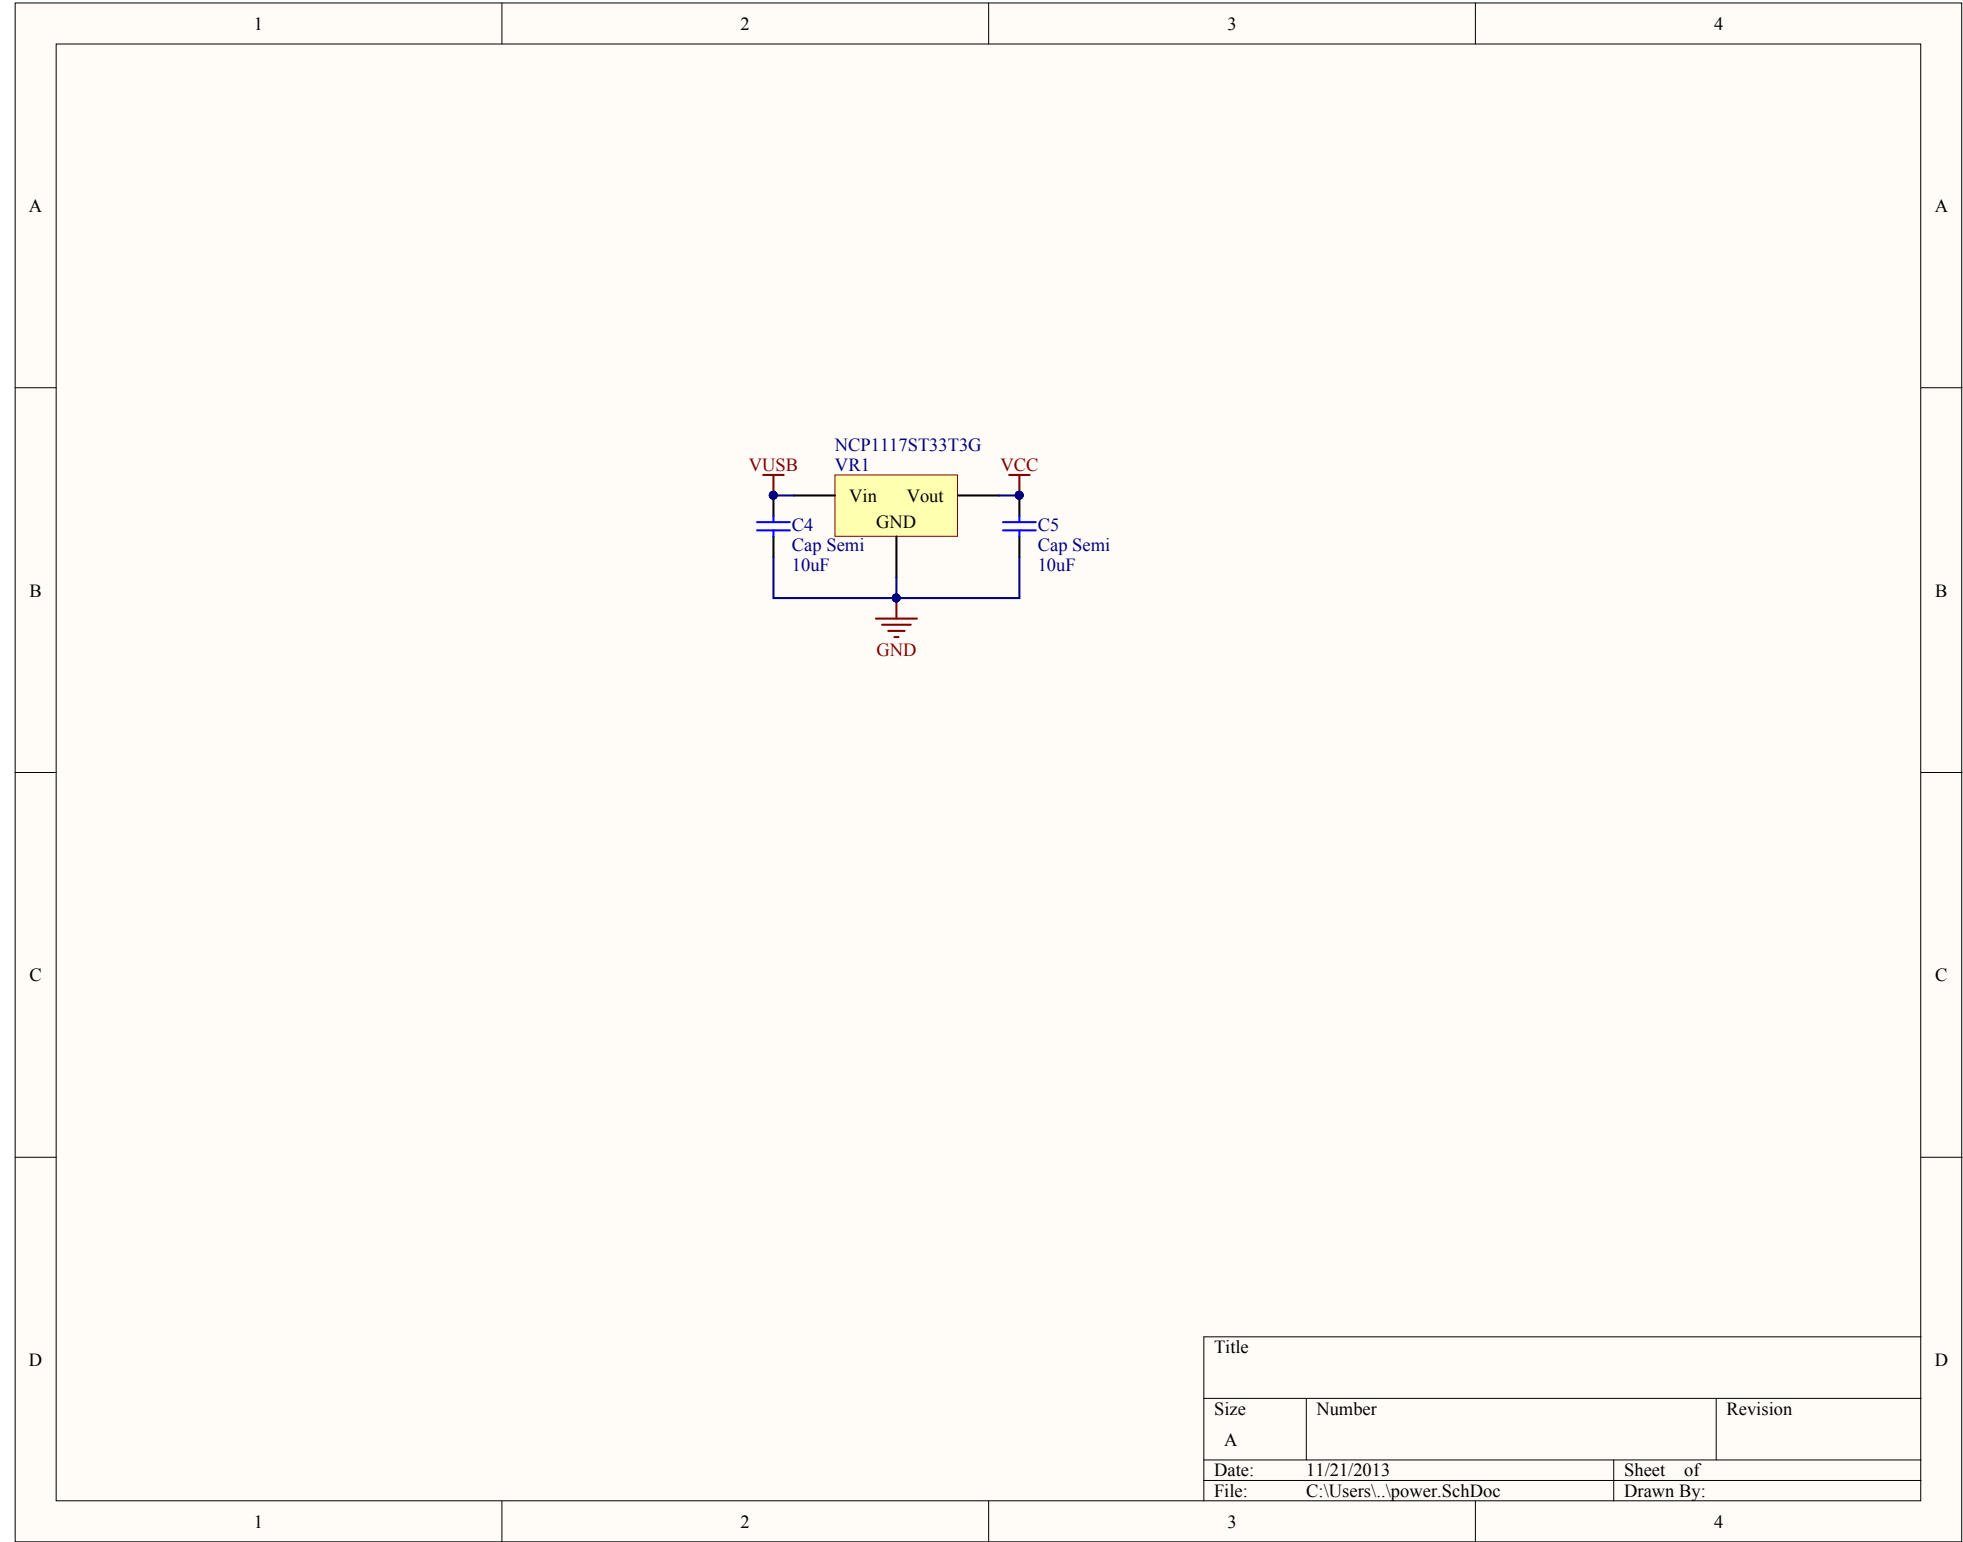 1 2 3 4
A A
NCP1117ST33T3G
VUSB VR1 VCC
Vin Vout
GND
C4 C5
Cap Semi Cap Semi
10uF 10uF
B B
GND
C C
Title
D D
Size Number Revision
A
Date: 11/21/2013 Sheet of
File: C:\Users\..\power.SchDoc Drawn By:
1 2 3 4